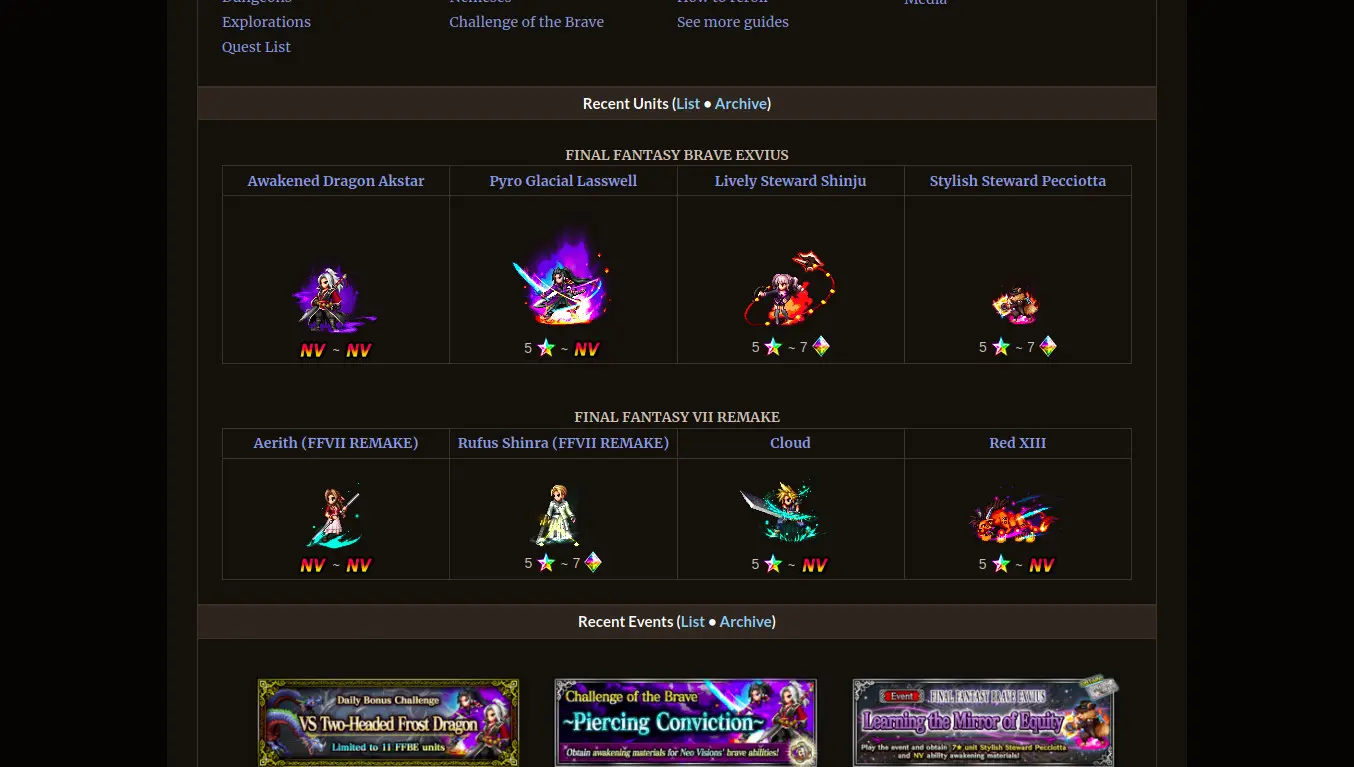 Explorations
Challenge of the Brave
See more guides
Quest List
Recent Units (List ● Archive)
FINAL FANTASY BRAVE EXVIUS
Awakened Dragon Akstar
Pyro Glacial Lasswell
Lively Steward Shinju
Stylish Steward Pecciotta
NV ~ NV
5 ~ NV
5 ~ 7
5 ~ 7
FINAL FANTASY VII REMAKE
Aerith (FFVII REMAKE)
Rufus Shinra (FFVII REMAKE)
Cloud
Red XIII
NV ~ NV
5 ~ 7
5 ~ NV
5 ~ NV
Recent Events (List ● Archive)
Daily Bonus Challenge
VS Two-Headed Frost Dragon
Limited to 11 FFBE units
Challenge of the Brave
~Piercing Conviction~
Obtain awakening materials for Neo Visions' brave abilities!
Event FINAL FANTASY BRAVE EXVIUS
Learning the Mirror of Equity
Play the event and obtain 7★ unit Stylish Steward Pecciotta
and NV ability awakening materials!